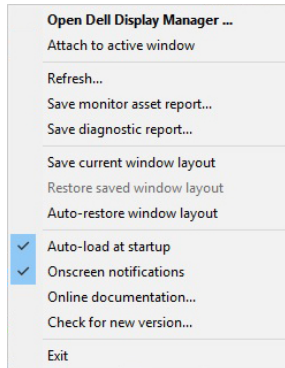 Open Dell Display Manager ...
Attach to active window
Refresh...
Save monitor asset report...
Save diagnostic report...
Save current window layout
Restore saved window layout
Auto-restore window layout
Auto-load at startup
Onscreen notifications
Online documentation...
Check for new version...
Exit